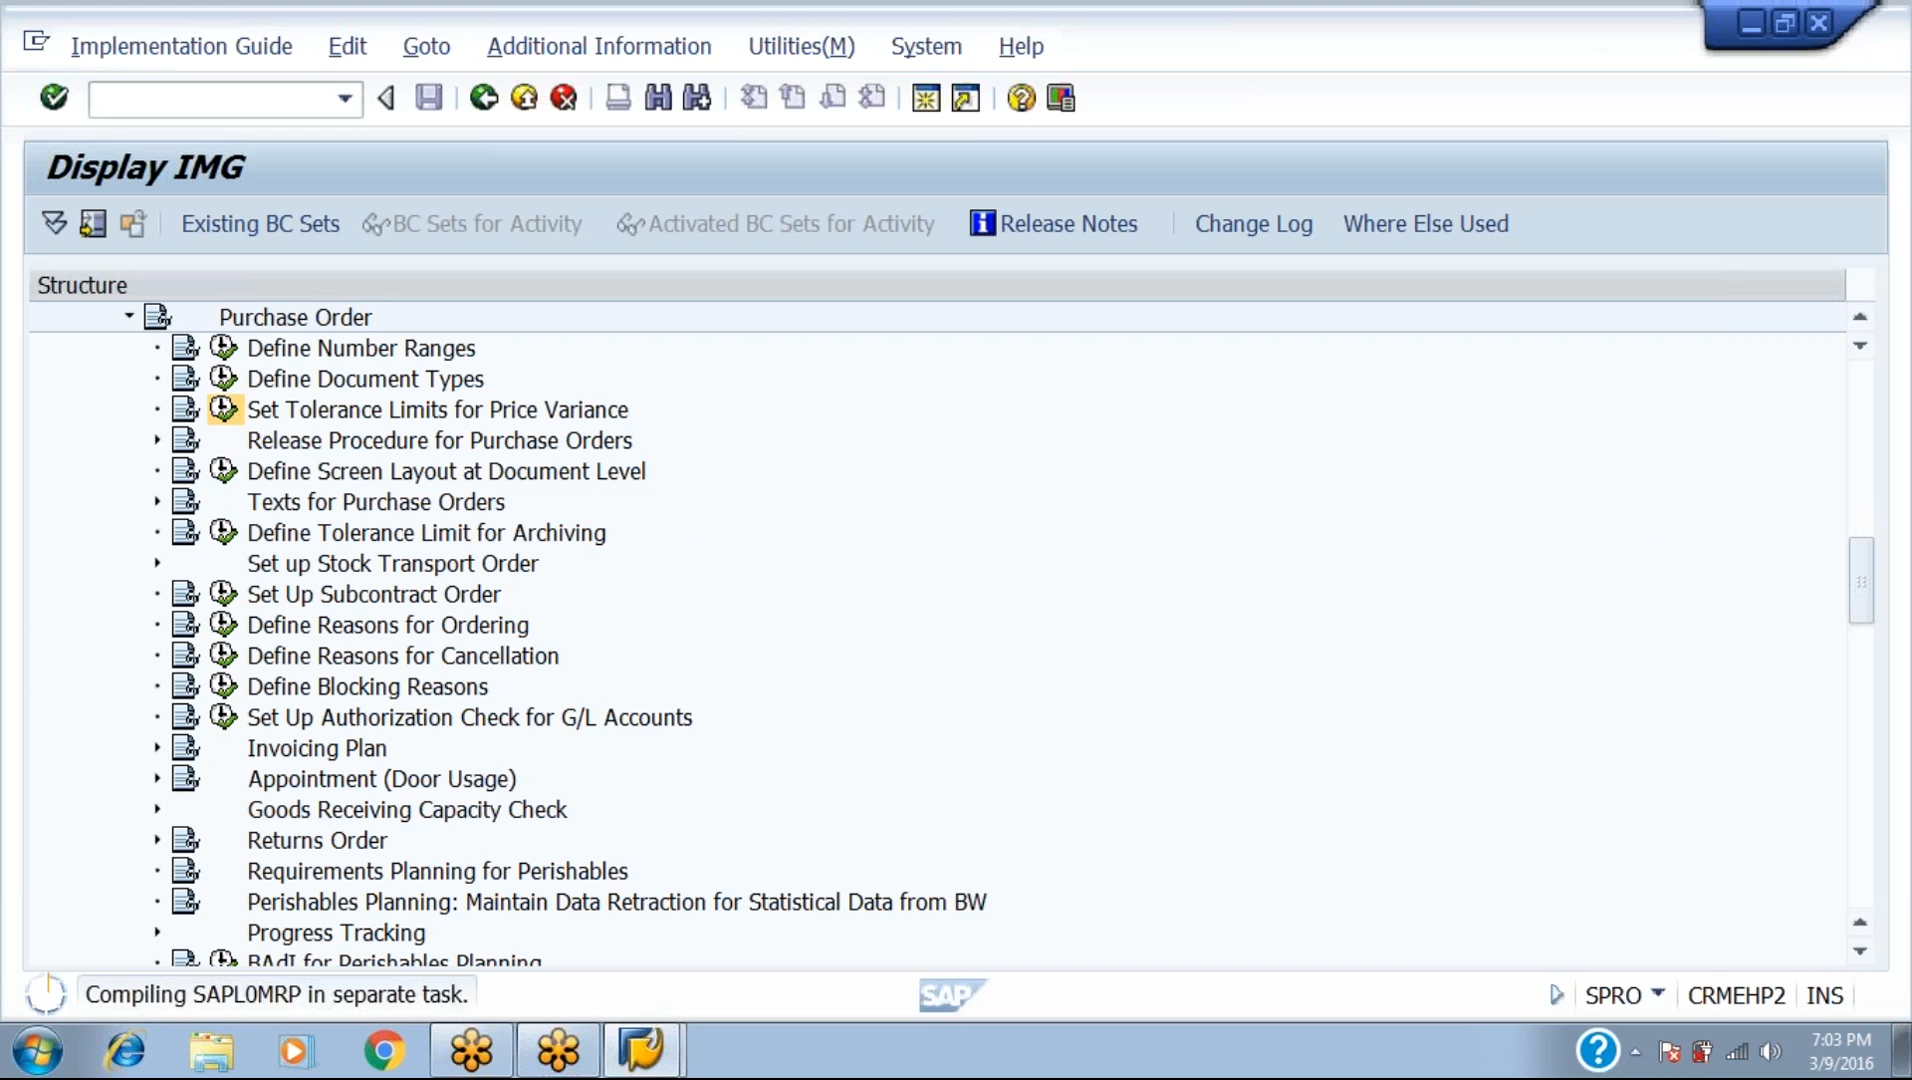 Implementation Guide Edit Goto Additional Information Utilities(M) System Help
Display IMG
Existing BC Sets BC Sets for Activity Activated BC Sets for Activity Release Notes Change Log Where Else Used
Structure
Purchase Order
Define Number Ranges
Define Document Types
Set Tolerance Limits for Price Variance
Release Procedure for Purchase Orders
Define Screen Layout at Document Level
Texts for Purchase Orders
Define Tolerance Limit for Archiving
Set up Stock Transport Order
Set Up Subcontract Order
Define Reasons for Ordering
Define Reasons for Cancellation
Define Blocking Reasons
Set Up Authorization Check for G/L Accounts
Invoicing Plan
Appointment (Door Usage)
Goods Receiving Capacity Check
Returns Order
Requirements Planning for Perishables
Perishables Planning: Maintain Data Retraction for Statistical Data from BW
Progress Tracking
BAdI for Perishables Planning
Compiling SAPL0MRP in separate task. SAP SPRO CRMEHP2 INS
7:03 PM
3/9/2016